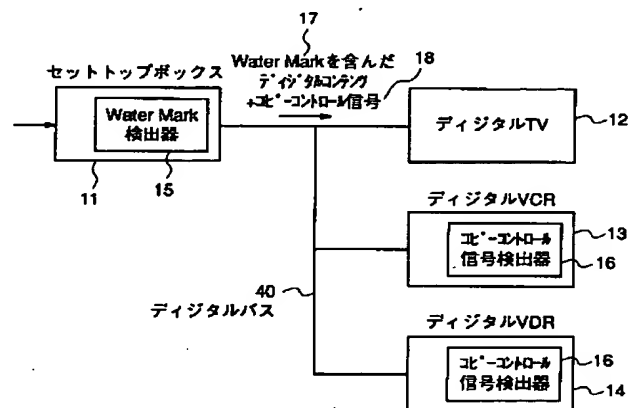 17
Water Markを含んだ
ディジタルコンテンツ
+コピーコントロール信号
18
セットトップボックス
Water Mark
検出器
11
15
ディジタルTV
12
ディジタルVCR
コピーコントロール
信号検出器
13
16
40
ディジタルバス
ディジタルVDR
コピーコントロール
信号検出器
16
14